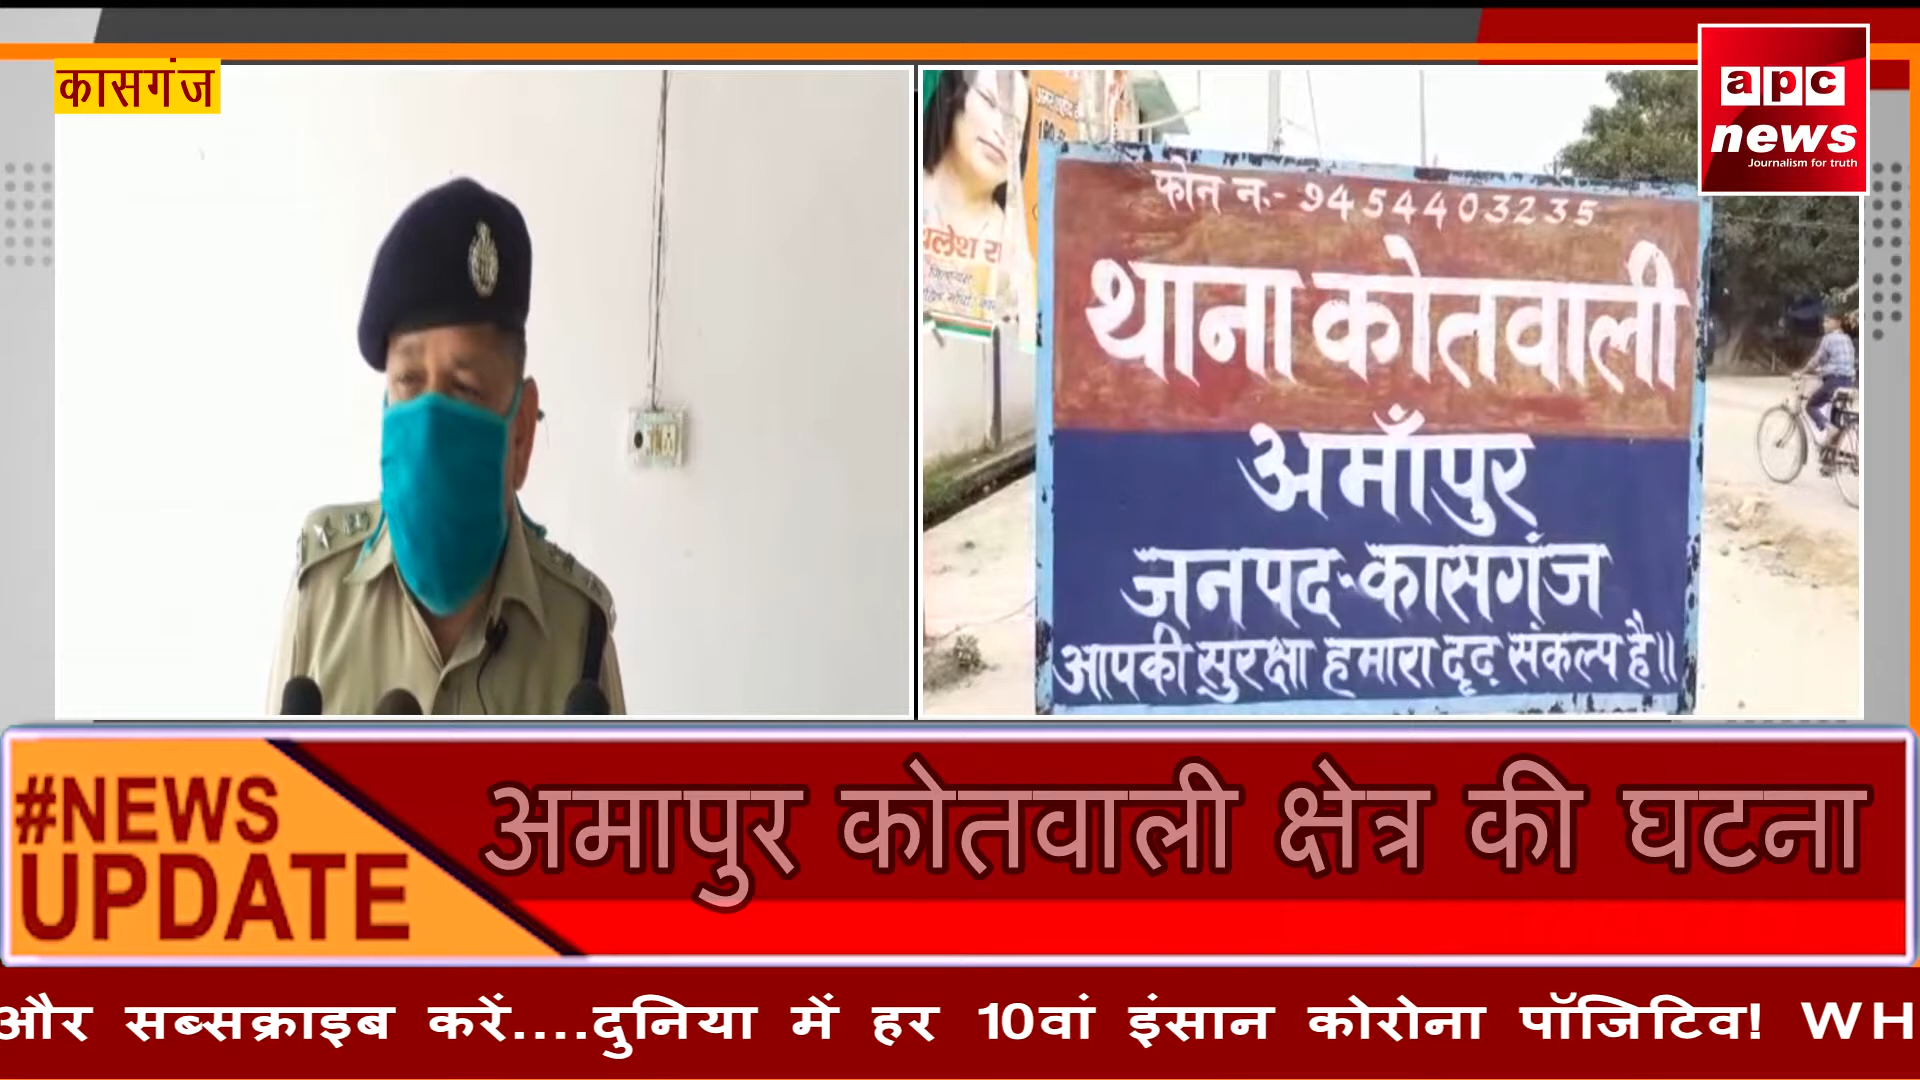 कासगंज
apc
news
Journalism for truth
फोन न.- 9454403235
थाना कोतवाली
अमाँपुर
जनपद-कासगंज
आपकी सुरक्षा हमारा दृढ़ संकल्प है॥
#NEWS
UPDATE
अमापुर कोतवाली क्षेत्र की घटना
और सब्सक्राइब करें....दुनिया में हर 10वां इंसान कोरोना पॉजिटिव! WH